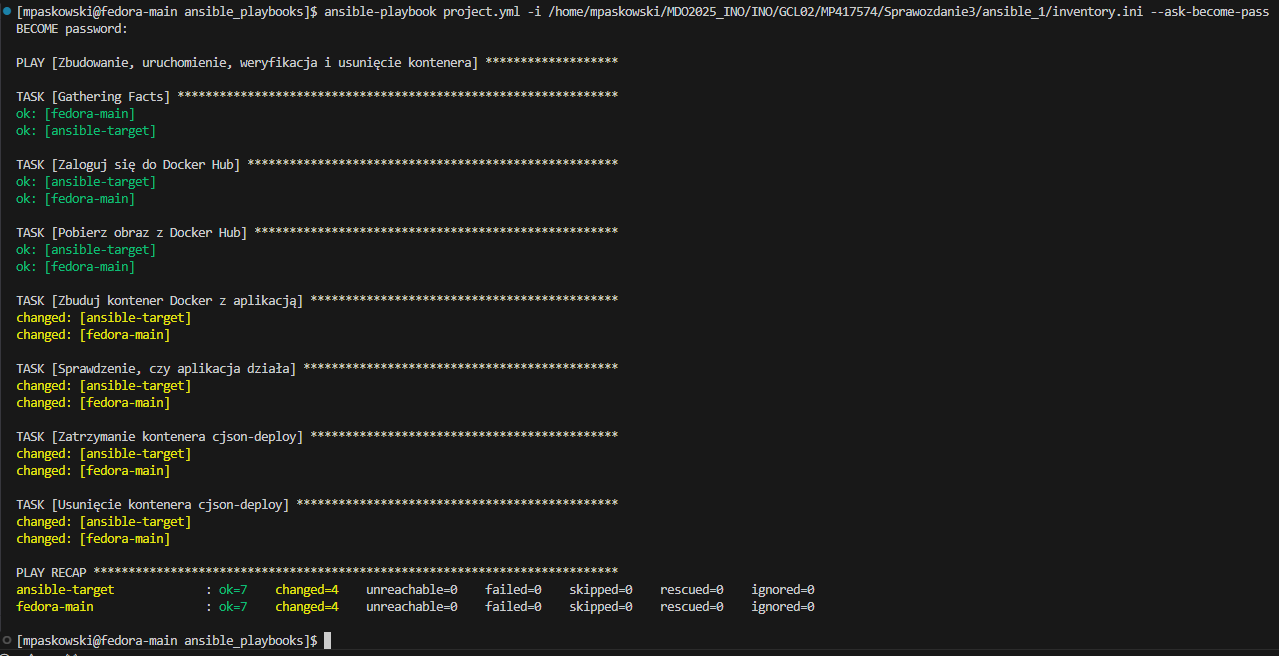 [mpaskowski@fedora-main ansible_playbooks]$ ansible-playbook project.yml -i /home/mpaskowski/MDO2025_INO/INO/GCL02/MP417574/Sprawozdanie3/ansible_1/inventory.ini --ask-become-pass
BECOME password:
PLAY [Zbudowanie, uruchomienie, weryfikacja i usunięcie kontenera] *******************
TASK [Gathering Facts] ***************************************************************
ok: [fedora-main]
ok: [ansible-target]
TASK [Zaloguj się do Docker Hub] *****************************************************
ok: [ansible-target]
ok: [fedora-main]
TASK [Pobierz obraz z Docker Hub] ****************************************************
ok: [ansible-target]
ok: [fedora-main]
TASK [Zbuduj kontener Docker z aplikacją] ********************************************
changed: [ansible-target]
changed: [fedora-main]
TASK [Sprawdzenie, czy aplikacja działa] *********************************************
changed: [ansible-target]
changed: [fedora-main]
TASK [Zatrzymanie kontenera cjson-deploy] ********************************************
changed: [ansible-target]
changed: [fedora-main]
TASK [Usunięcie kontenera cjson-deploy] **********************************************
changed: [ansible-target]
changed: [fedora-main]
PLAY RECAP ***************************************************************************
ansible-target             : ok=7    changed=4    unreachable=0    failed=0    skipped=0    rescued=0    ignored=0
fedora-main                : ok=7    changed=4    unreachable=0    failed=0    skipped=0    rescued=0    ignored=0
[mpaskowski@fedora-main ansible_playbooks]$